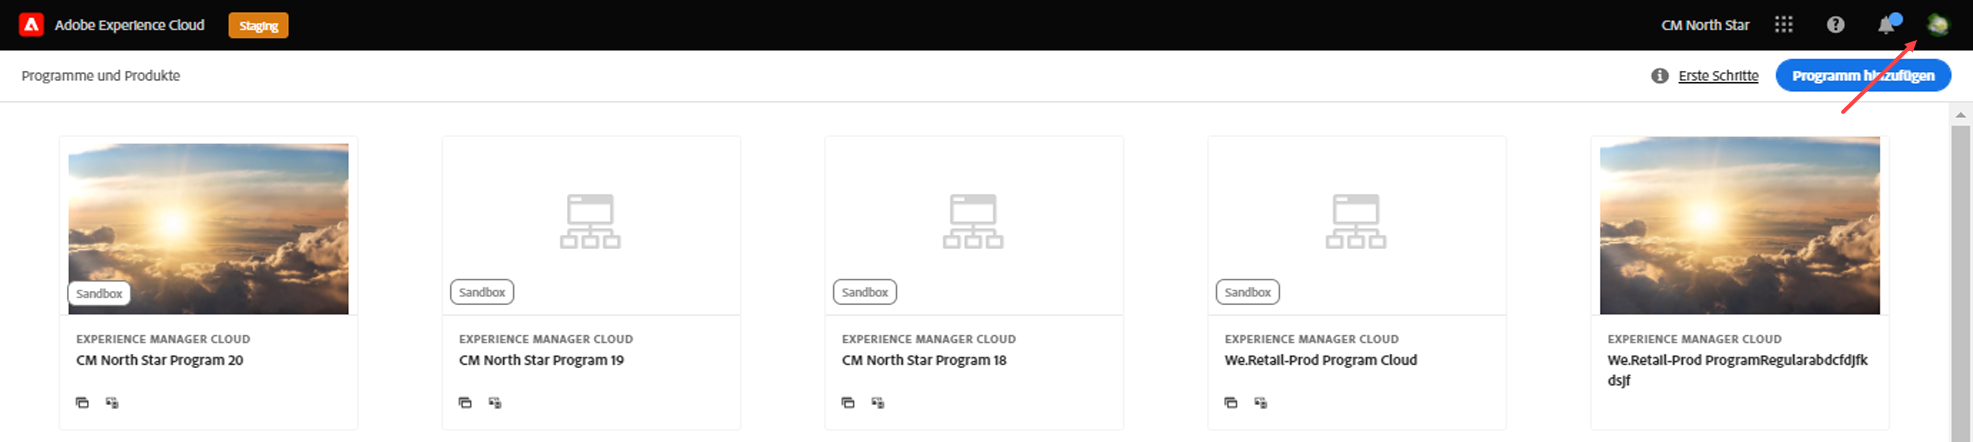 Adobe Experience Cloud
Staging
CM North Star
Programme und Produkte
Erste Schritte
Programm hinzufügen
Sandbox
Sandbox
Sandbox
Sandbox
EXPERIENCE MANAGER CLOUD
CM North Star Program 20
EXPERIENCE MANAGER CLOUD
CM North Star Program 19
EXPERIENCE MANAGER CLOUD
CM North Star Program 18
EXPERIENCE MANAGER CLOUD
We.Retail-Prod Program Cloud
EXPERIENCE MANAGER CLOUD
We.Retail-Prod ProgramRegularabdcfdjfk
dsjf